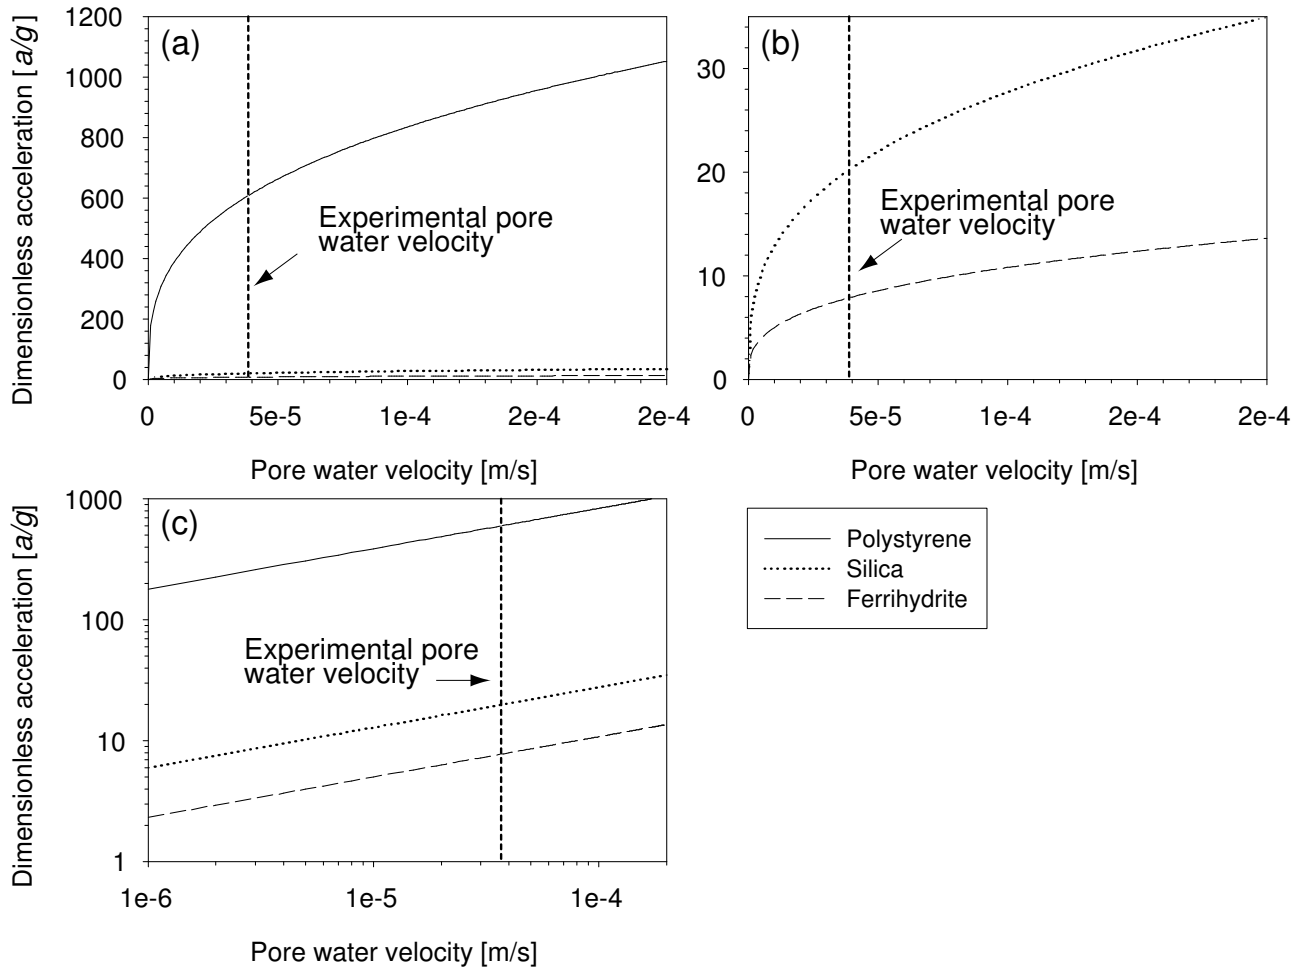 (a)
Dimensionless acceleration [a/g]
1200
1000
800
600
400
200
0
Experimental pore
water velocity
0
5e-5
1e-4
2e-4
2e-4
Pore water velocity [m/s]
(b)
30
20
10
0
Experimental pore
water velocity
0
5e-5
1e-4
2e-4
2e-4
Pore water velocity [m/s]
(c)
Dimensionless acceleration [a/g]
1000
100
10
1
Experimental pore
water velocity
1e-6
1e-5
1e-4
Pore water velocity [m/s]
Polystyrene
Silica
Ferrihydrite